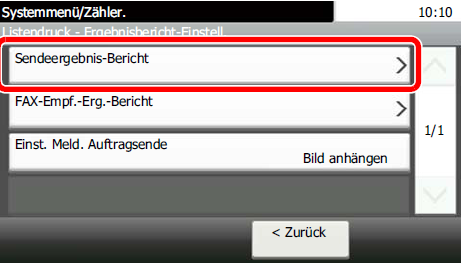 Systemmenü/Zähler.
10:10
Listendruck - Ergebnisbericht-Einstell
Sendeergebnis-Bericht
FAX-Empf.-Erg.-Bericht
1/1
Einst. Meld. Auftragsende
Bild anhängen
< Zurück